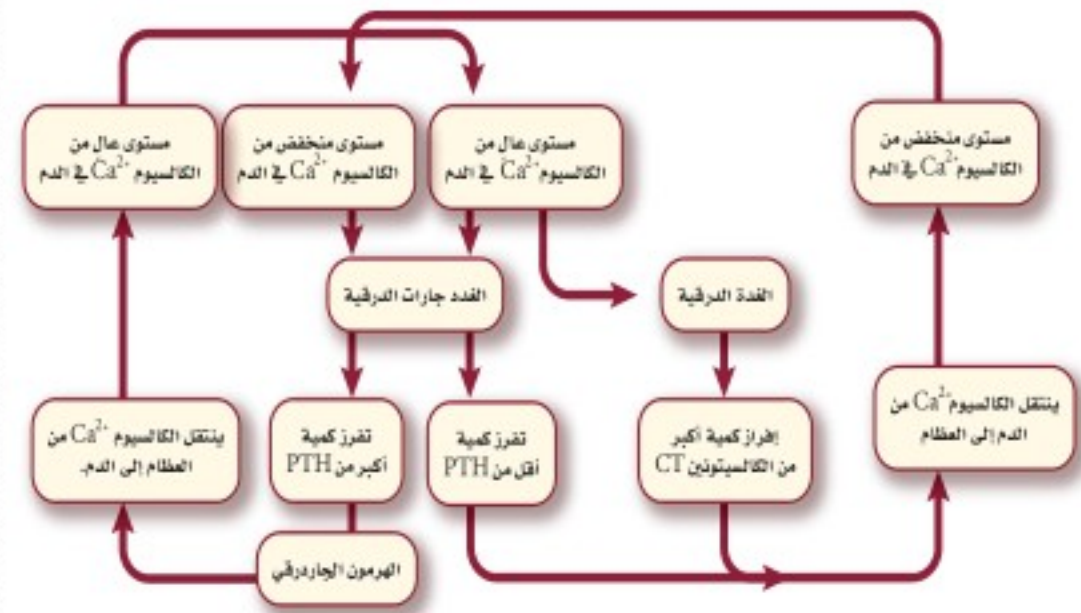 مستوى منخفض من
الكالسيوم Ca²⁺ في الدم
مستوى عال من
الكالسيوم Ca²⁺ في الدم
مستوى منخفض من
الكالسيوم Ca²⁺ في الدم
مستوى عال من
الكالسيوم Ca²⁺ في الدم
الغدة الدرقية
الغدد جارات الدرقية
ينتقل الكالسيوم Ca²⁺ من
الدم إلى العظام
إفراز كمية أكبر
من الكالسيتونين CT
تفرز كمية
أقل من PTH
تفرز كمية
أكبر من PTH
ينتقل الكالسيوم Ca²⁺ من
العظام إلى الدم.
الهرمون الجاردرقي